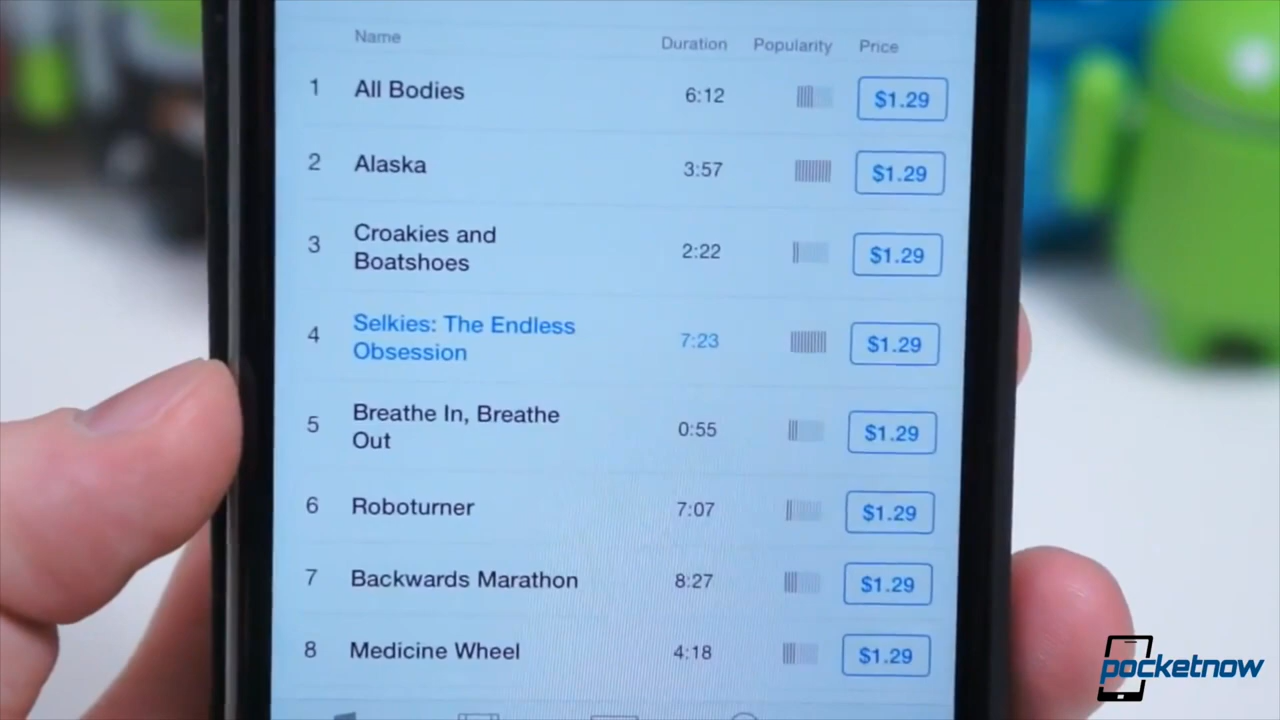 Name Duration Popularity Price
1 All Bodies 6:12 $1.29
2 Alaska 3:57 $1.29
3 Croakies and
Boatshoes 2:22 $1.29
4 Selkies: The Endless
Obsession 7:23 $1.29
5 Breathe In, Breathe
Out 0:55 $1.29
6 Roboturner 7:07 $1.29
7 Backwards Marathon 8:27 $1.29
8 Medicine Wheel 4:18 $1.29
pocketnow